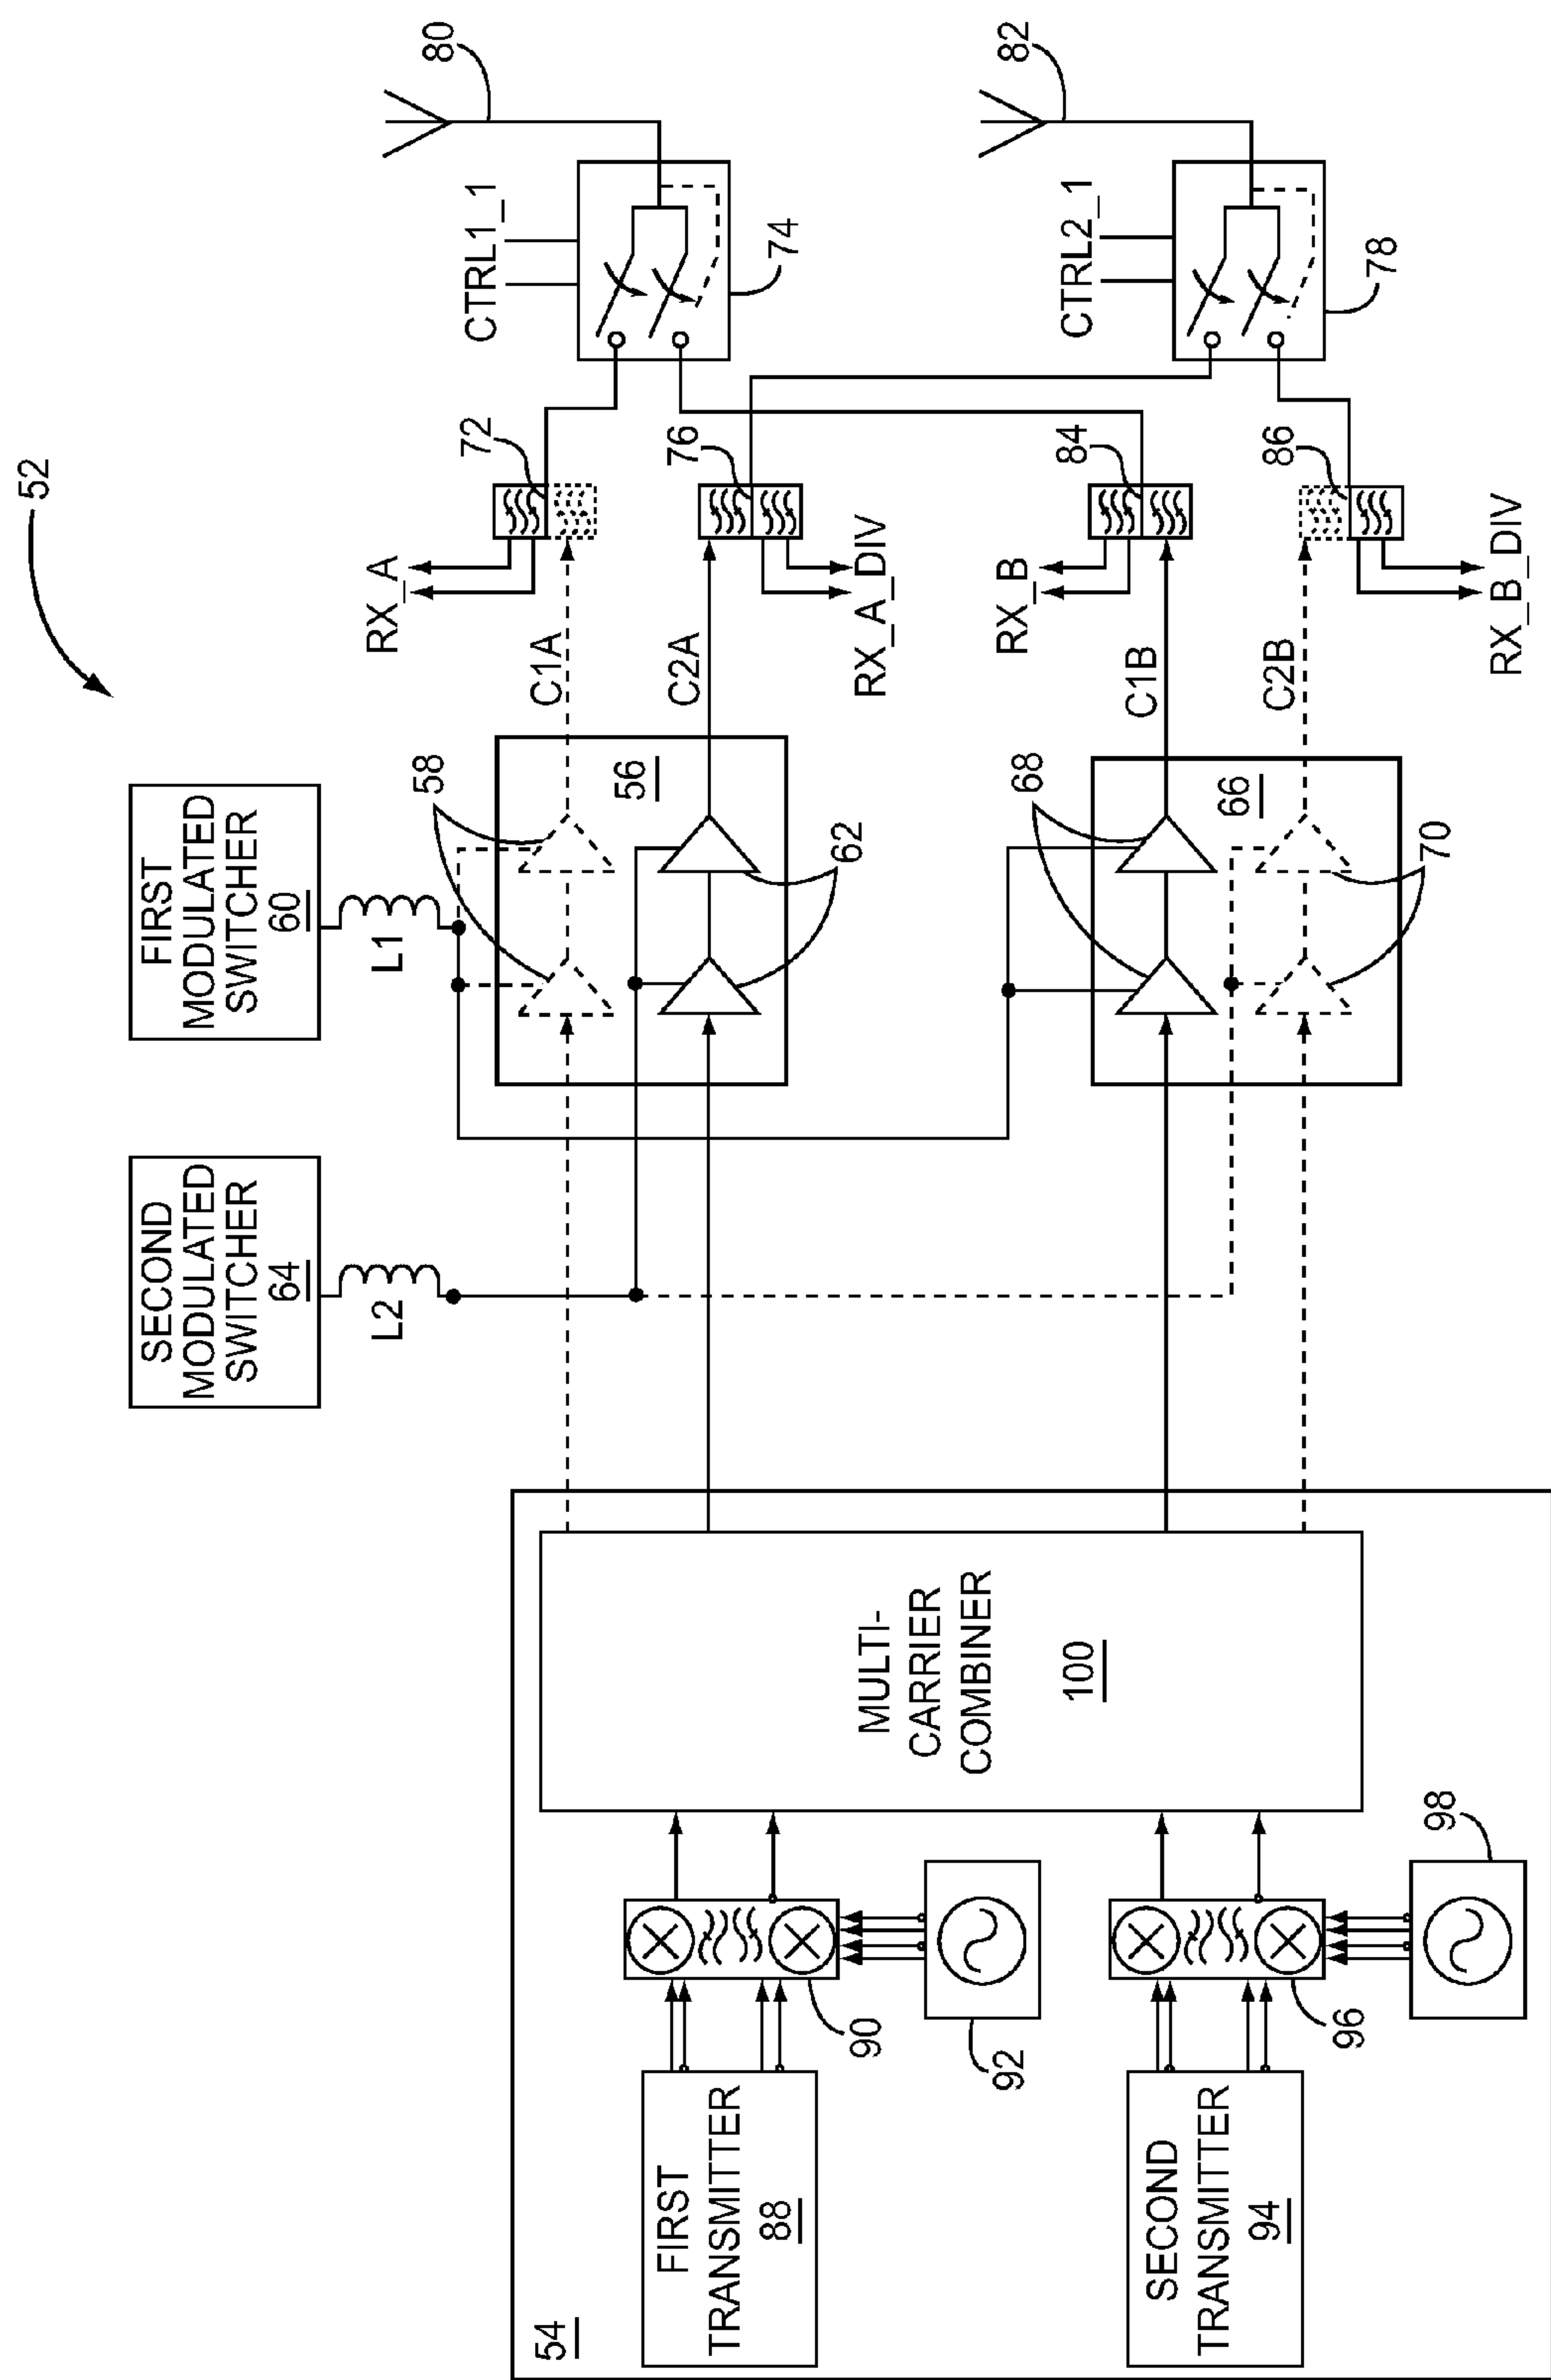 52
FIRST
MODULATED
SWITCHER
60
L1
SECOND
MODULATED
SWITCHER
64
L2
58
56
62
68
66
70
C1A
C2A
C1B
C2B
RX_A
RX_A_DIV
RX_B
RX_B_DIV
72
76
84
86
CTRL1_1
74
80
CTRL2_1
78
82
54
FIRST
TRANSMITTER
88
90
92
SECOND
TRANSMITTER
94
96
98
MULTI-
CARRIER
COMBINER
100